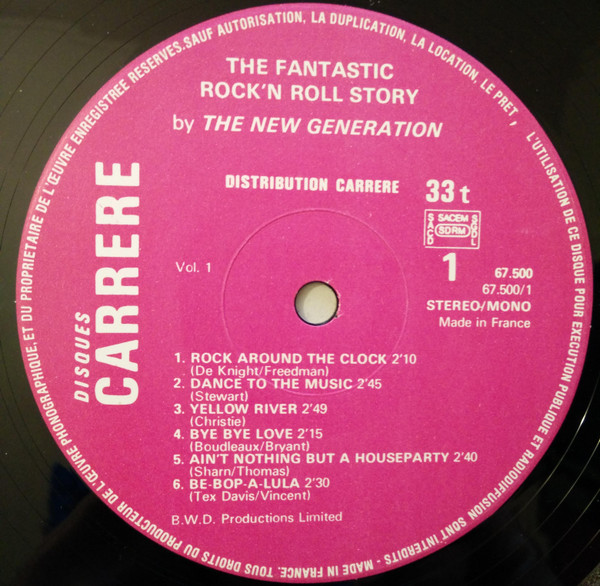 THE FANTASTIC
ROCK'N ROLL STORY
by THE NEW GENERATION
DISTRIBUTION CARRERE
33 t
SACEM
SACD
SDRM
SGDL
DISQUES
CARRERE
Vol. 1
1
67.500
67.500/1
STEREO/MONO
Made in France
1. ROCK AROUND THE CLOCK 2'10
(De Knight/Freedman)
2. DANCE TO THE MUSIC 2'45
(Stewart)
3. YELLOW RIVER 2'49
(Christie)
4. BYE BYE LOVE 2'15
(Boudleaux/Bryant)
5. AIN'T NOTHING BUT A HOUSEPARTY 2'40
(Sharn/Thomas)
6. BE-BOP-A-LULA 2'30
(Tex Davis/Vincent)
B.W.D. Productions Limited
MADE IN FRANCE. TOUS DROITS DU PRODUCTEUR DE L'ŒUVRE PHONOGRAPHIQUE, ET DU PROPRIETAIRE DE L'ŒUVRE ENREGISTREE RESERVES. SAUF AUTORISATION, LA DUPLICATION, LA LOCATION, LE PRET, L'UTILISATION DE CE DISQUE POUR EXECUTION PUBLIQUE ET RADIODIFFUSION SONT INTERDITS -